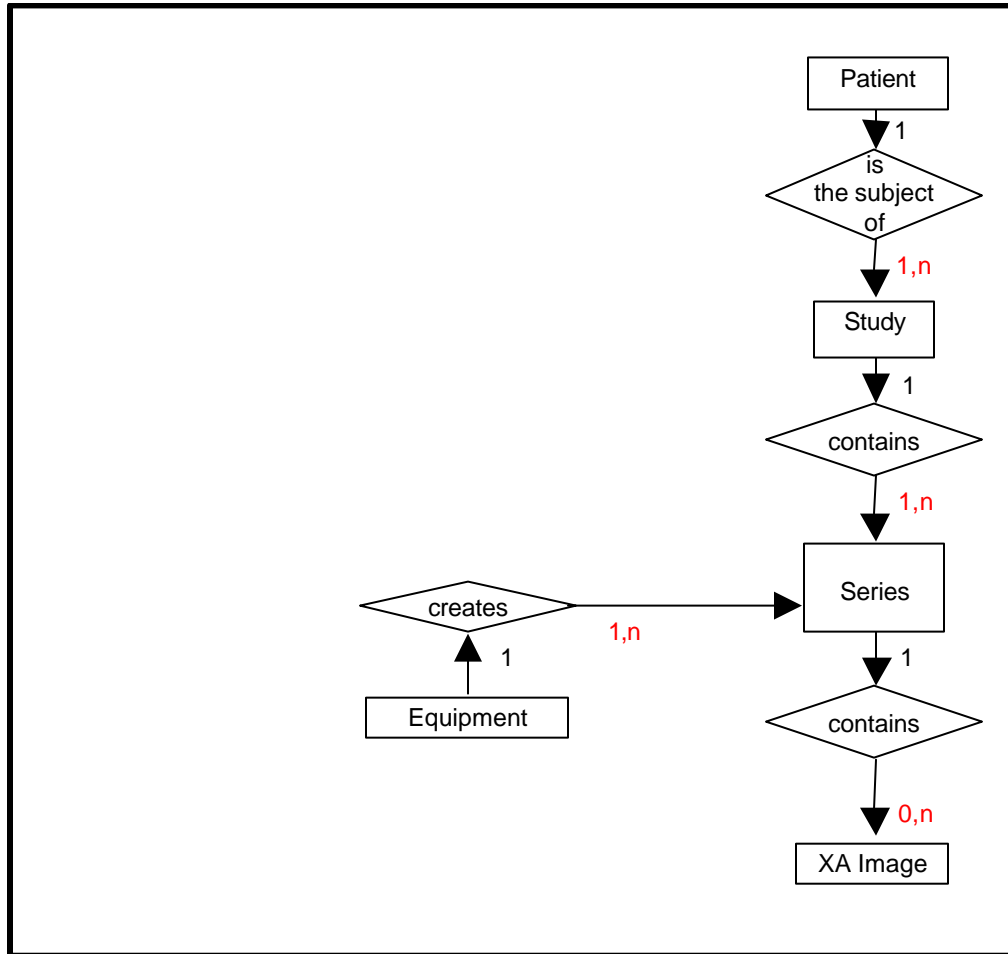 Patient
1
is
the subject
of
1,n
Study
1
contains
1,n
Series
creates
1,n
1
1
Equipment
contains
0,n
XA Image